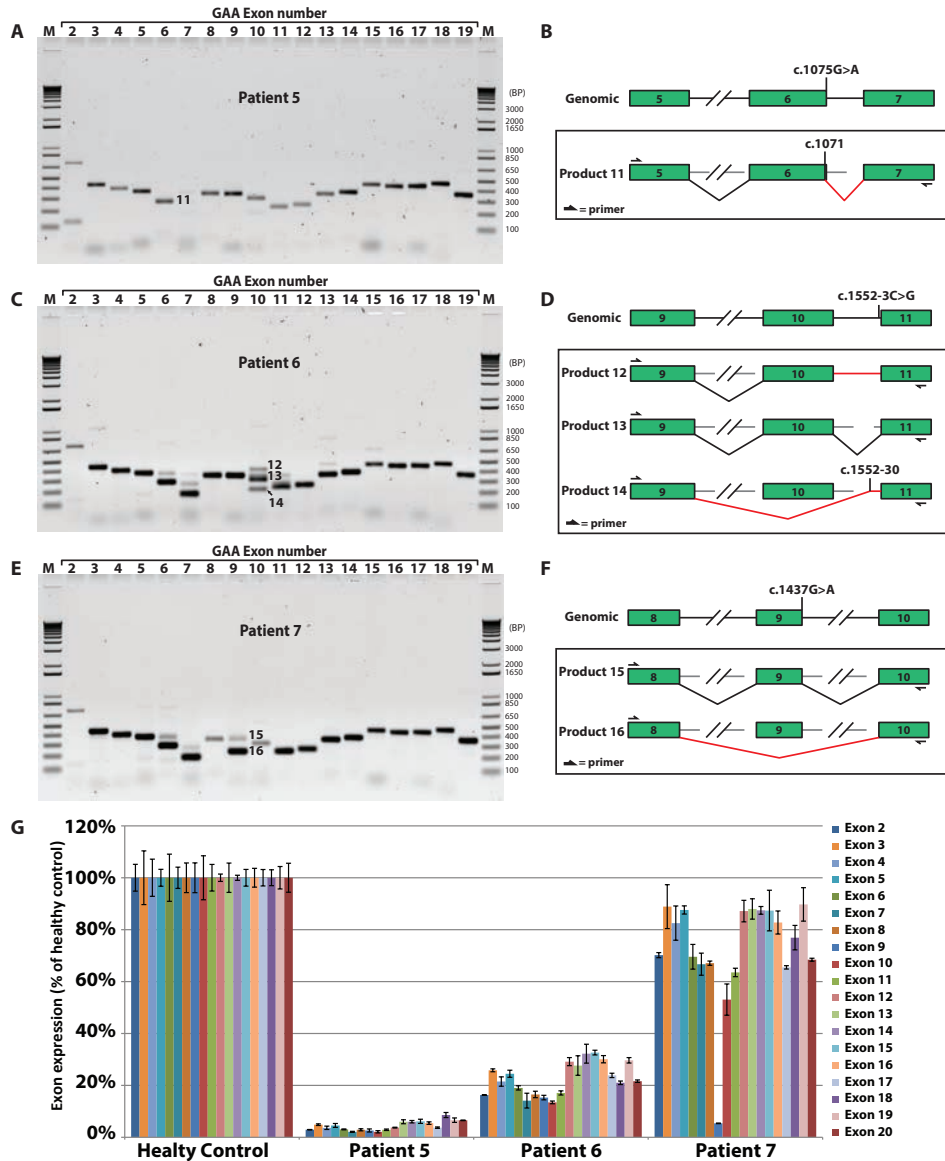 GAA Exon number
A
M 2 3 4 5 6 7 8 9 10 11 12 13 14 15 16 17 18 19 M
Patient 5
(BP)
3000
2000
1650
1000
850
650
500
400
300
200
100
11
B
c.1075G>A
Genomic 5 6 7
c.1071
Product 11 5 6 7
= primer
GAA Exon number
C
M 2 3 4 5 6 7 8 9 10 11 12 13 14 15 16 17 18 19 M
Patient 6
(BP)
3000
2000
1650
1000
850
650
500
400
300
200
100
12
13
14
D
c.1552-3C>G
Genomic 9 10 11
Product 12 9 10 11
Product 13 9 10 11
c.1552-30
Product 14 9 10 11
= primer
GAA Exon number
E
M 2 3 4 5 6 7 8 9 10 11 12 13 14 15 16 17 18 19 M
Patient 7
(BP)
3000
2000
1650
1000
850
650
500
400
300
200
100
15
16
F
c.1437G>A
Genomic 8 9 10
Product 15 8 9 10
Product 16 8 9 10
= primer
G
Exon expression (% of healthy control)
120%
100%
80%
60%
40%
20%
0%
Healty Control Patient 5 Patient 6 Patient 7
Exon 2
Exon 3
Exon 4
Exon 5
Exon 6
Exon 7
Exon 8
Exon 9
Exon 10
Exon 11
Exon 12
Exon 13
Exon 14
Exon 15
Exon 16
Exon 17
Exon 18
Exon 19
Exon 20